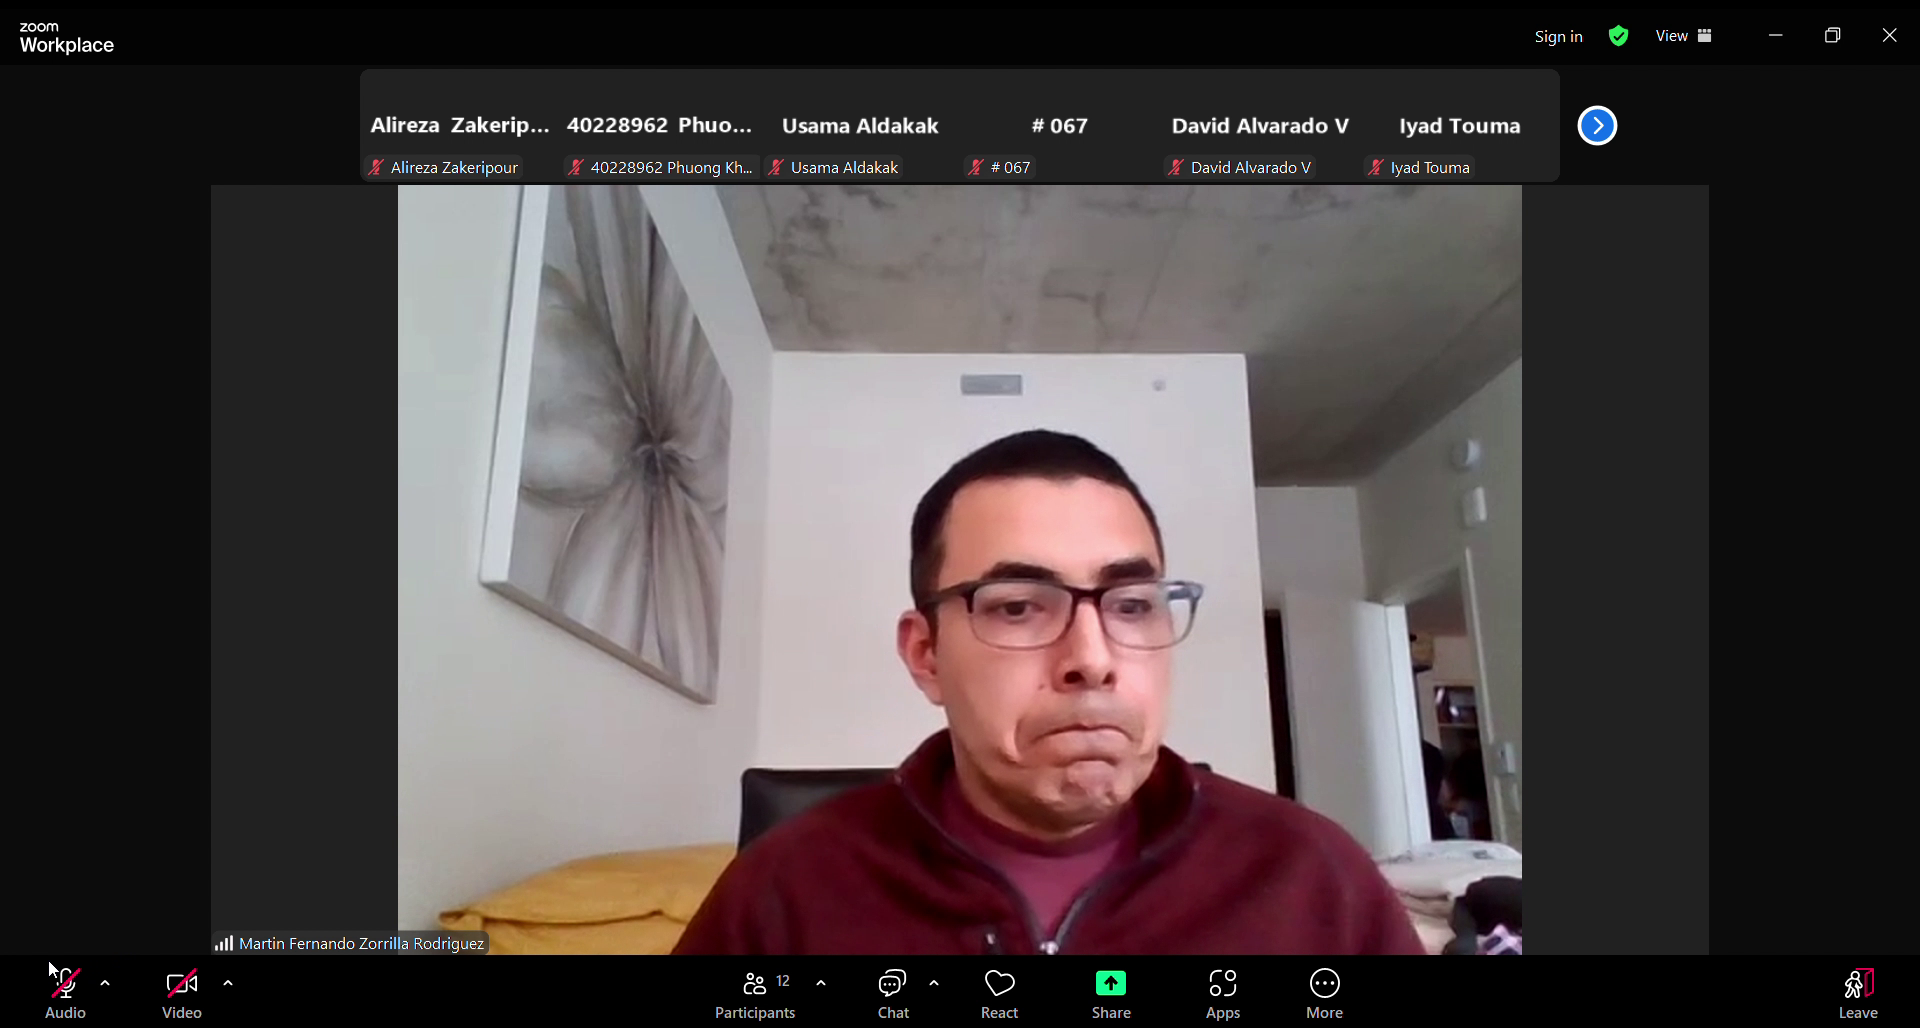 zoom
Workplace
Sign in
View
Alireza Zakerip...
40228962 Phuo...
Usama Aldakak
# 067
David Alvarado V
Iyad Touma
Alireza Zakeripour
40228962 Phuong Kh...
Usama Aldakak
# 067
David Alvarado V
Iyad Touma
Martin Fernando Zorrilla Rodriguez
12
Audio
Video
Participants
Chat
React
Share
Apps
More
Leave